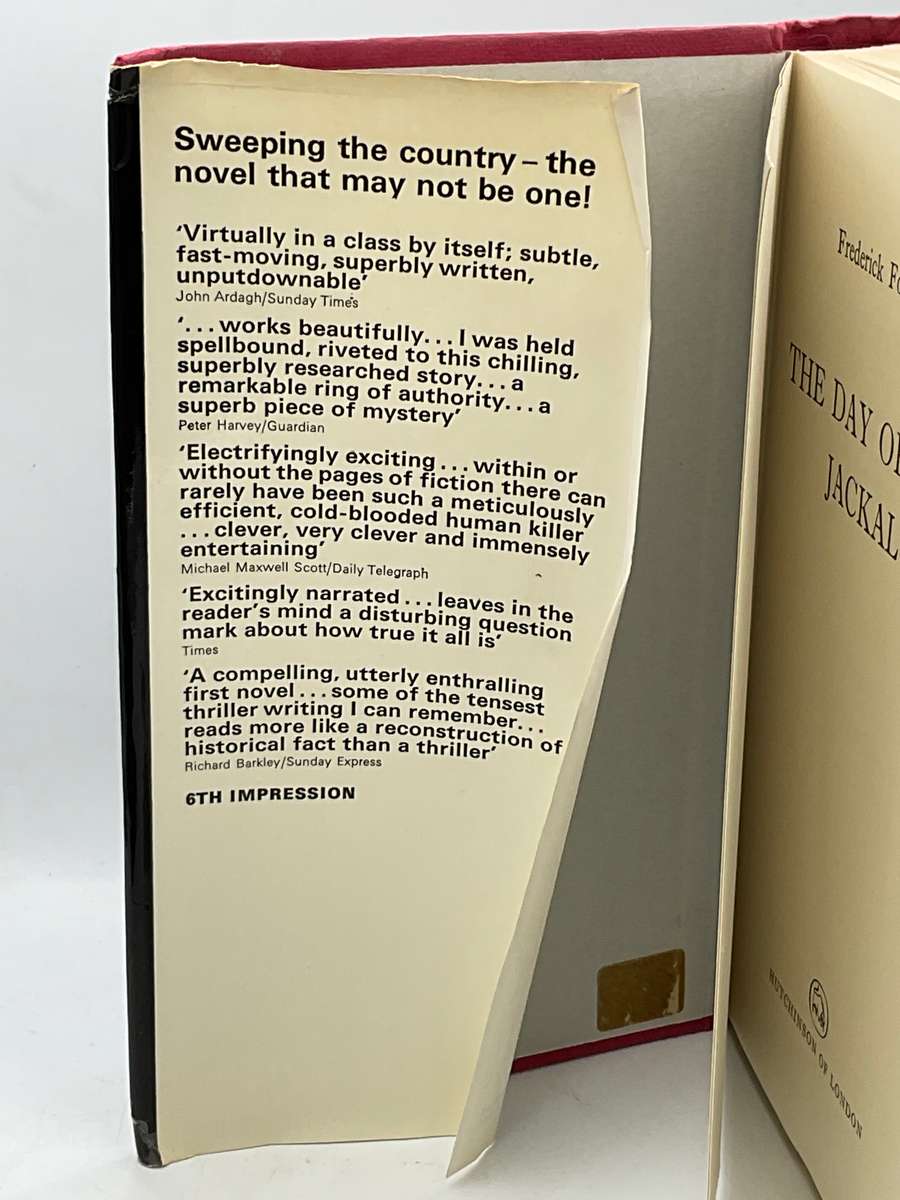 Sweeping the country – the
novel that may not be one!
‘Virtually in a class by itself; subtle,
fast-moving, superbly written,
unputdownable’
John Ardagh/Sunday Times
‘... works beautifully... I was held
spellbound, riveted to this chilling,
superbly researched story... a
remarkable ring of authority... a
superb piece of mystery’
Peter Harvey/Guardian
‘Electrifyingly exciting ... within or
without the pages of fiction there can
rarely have been such a meticulously
efficient, cold-blooded human killer
... clever, very clever and immensely
entertaining’
Michael Maxwell Scott/Daily Telegraph
‘Excitingly narrated ... leaves in the
reader’s mind a disturbing question
mark about how true it all is’
Times
‘A compelling, utterly enthralling
first novel ... some of the tensest
thriller writing I can remember...
reads more like a reconstruction of
historical fact than a thriller’
Richard Barkley/Sunday Express
6TH IMPRESSION
Frederick Fo
THE DAY O
JACKAL
HUTCHINSON OF LONDON